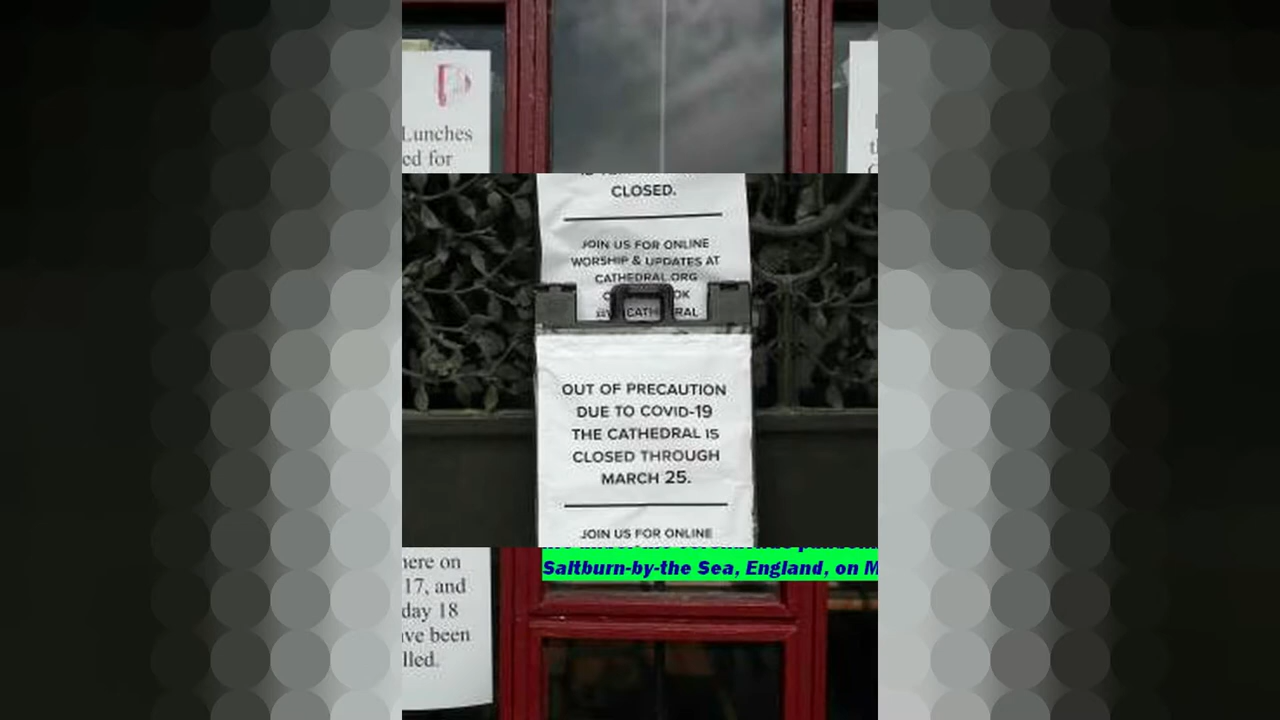 Lunches
ed for
CLOSED.
JOIN US FOR ONLINE
WORSHIP & UPDATES AT
CATHEDRAL.ORG
OUT OF PRECAUTION
DUE TO COVID-19
THE CATHEDRAL IS
CLOSED THROUGH
MARCH 25.
JOIN US FOR ONLINE
Saltburn-by-the Sea, England, on M
here on
17, and
day 18
ave been
lled.